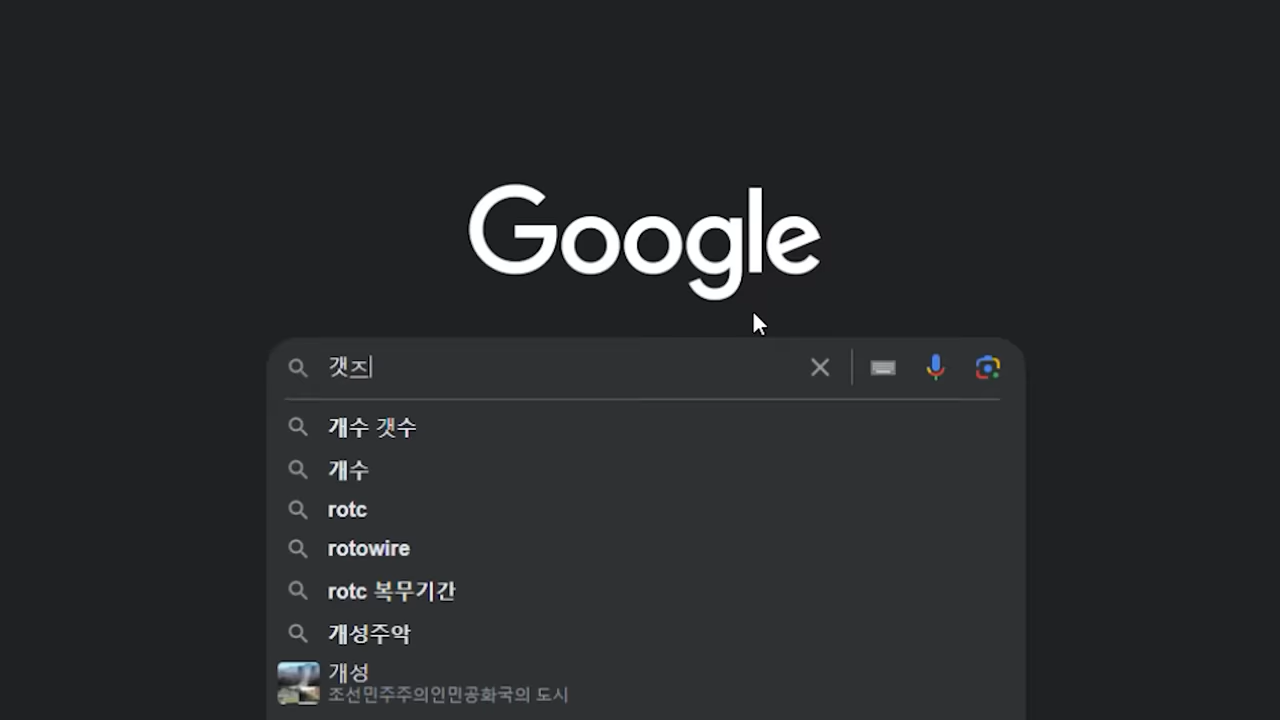 Google
갯즈
개수 갯수
개수
rotc
rotowire
rotc 복무기간
개성주악
개성
조선민주주의인민공화국의 도시